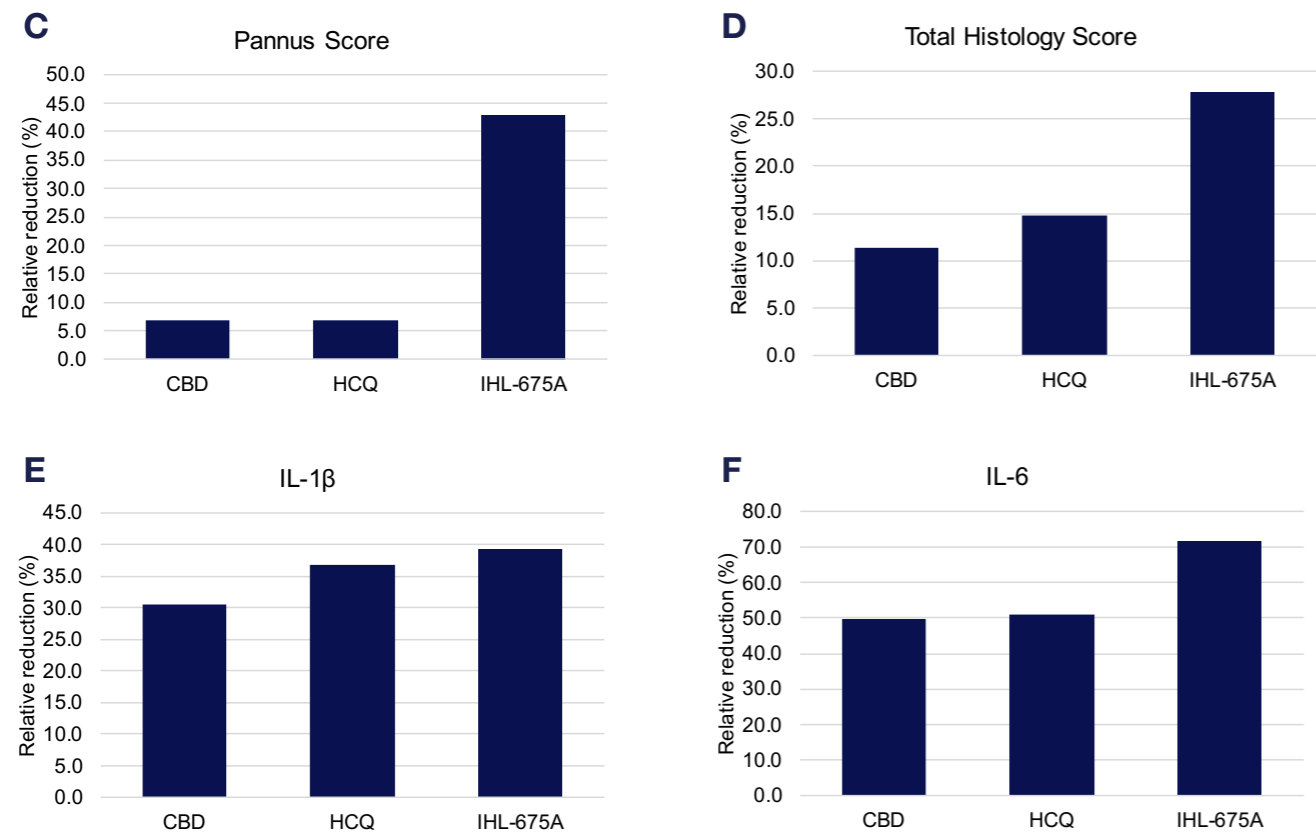 C
Pannus Score
Relative reduction (%)
50.0
45.0
40.0
35.0
30.0
25.0
20.0
15.0
10.0
5.0
0.0
CBD HCQ IHL-675A
D
Total Histology Score
Relative reduction (%)
30.0
25.0
20.0
15.0
10.0
5.0
0.0
CBD HCQ IHL-675A
E
IL-1β
Relative reduction (%)
45.0
40.0
35.0
30.0
25.0
20.0
15.0
10.0
5.0
0.0
CBD HCQ IHL-675A
F
IL-6
Relative reduction (%)
80.0
70.0
60.0
50.0
40.0
30.0
20.0
10.0
0.0
CBD HCQ IHL-675A